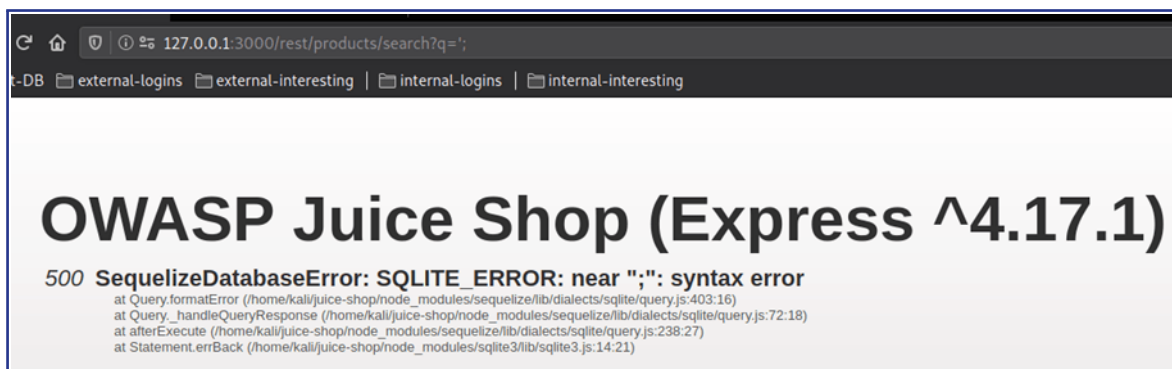 127.0.0.1:3000/rest/products/search?q=';
t-DB external-logins external-interesting | internal-logins | internal-interesting
OWASP Juice Shop (Express ^4.17.1)
500 SequelizeDatabaseError: SQLITE_ERROR: near ";": syntax error
at Query.formatError (/home/kali/juice-shop/node_modules/sequelize/lib/dialects/sqlite/query.js:403:16)
at Query._handleQueryResponse (/home/kali/juice-shop/node_modules/sequelize/lib/dialects/sqlite/query.js:72:18)
at afterExecute (/home/kali/juice-shop/node_modules/sequelize/lib/dialects/sqlite/query.js:238:27)
at Statement.errBack (/home/kali/juice-shop/node_modules/sqlite3/lib/sqlite3.js:14:21)